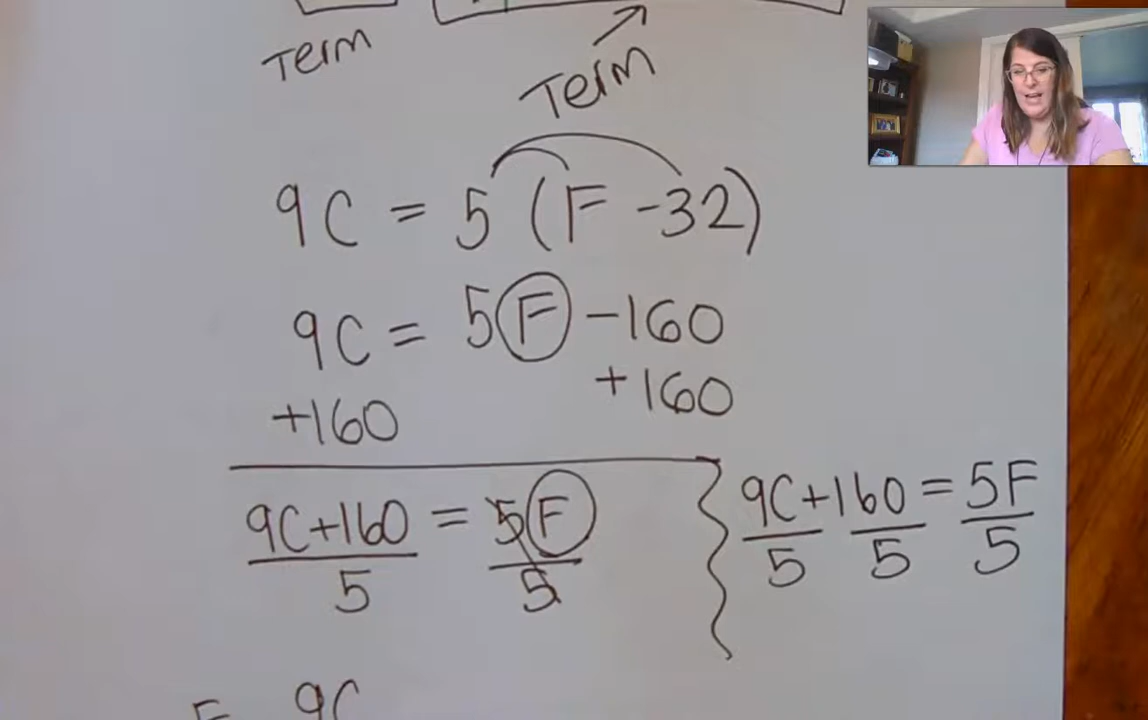 Term
Term
9C = 5 (F - 32)
9C = 5F - 160
+160 +160
9C+160 = 5F
5 5
9C+160 = 5F
5 5 5
F 9C